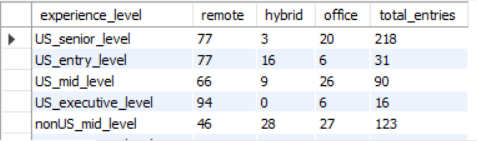 experience_level remote hybrid office total_entries
US_senior_level 77 3 20 218
US_entry_level 77 16 6 31
US_mid_level 66 9 26 90
US_executive_level 94 0 6 16
nonUS_mid_level 46 28 27 123